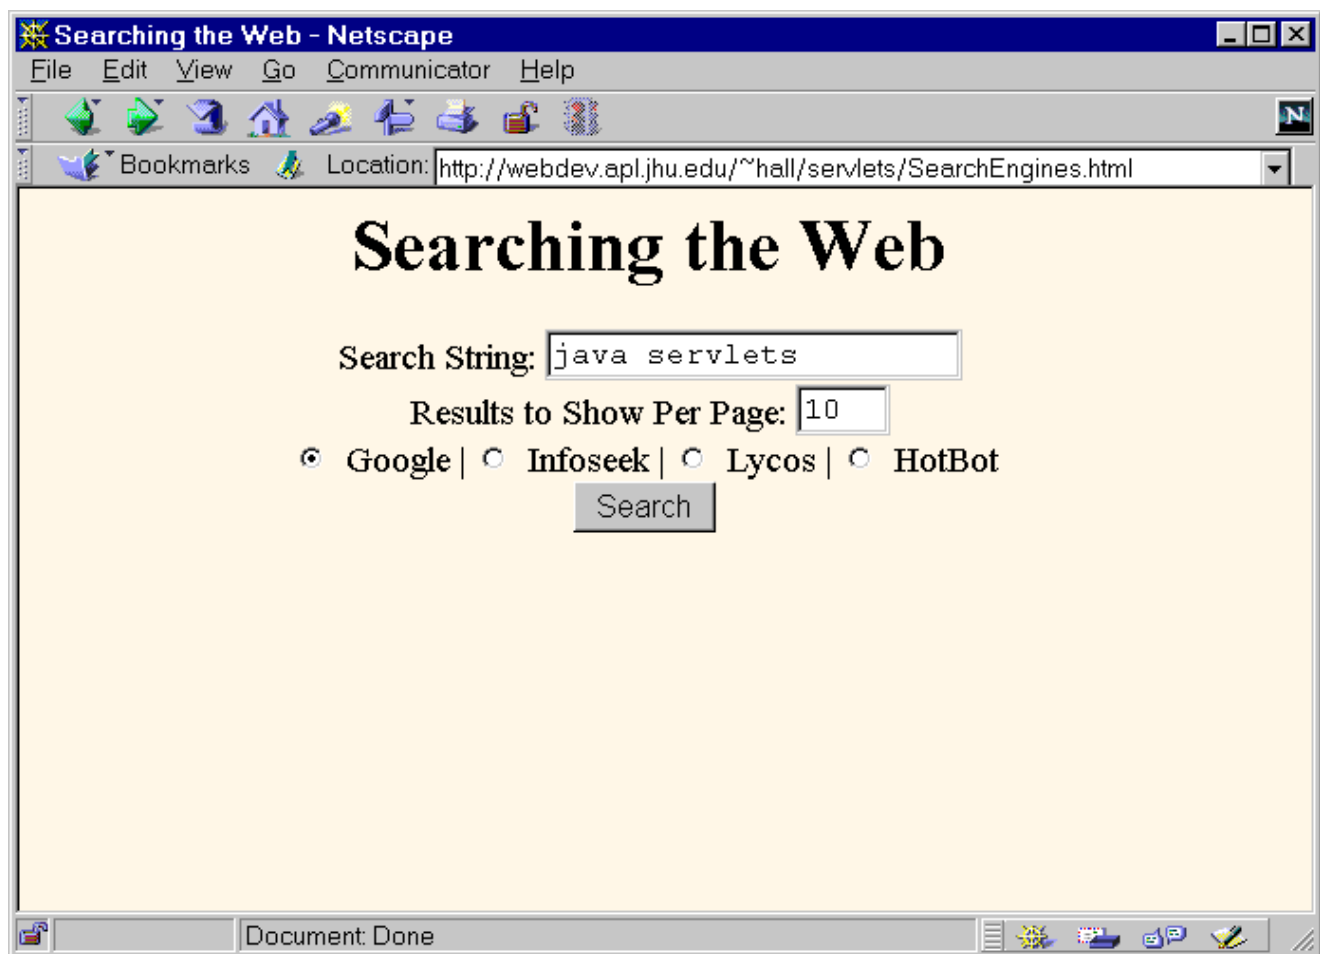 Searching the Web - Netscape
File Edit View Go Communicator Help
N
Bookmarks Location: http://webdev.apl.jhu.edu/~hall/servlets/SearchEngines.html
Searching the Web
Search String: java servlets
Results to Show Per Page: 10
Google | Infoseek | Lycos | HotBot
Search
Document: Done